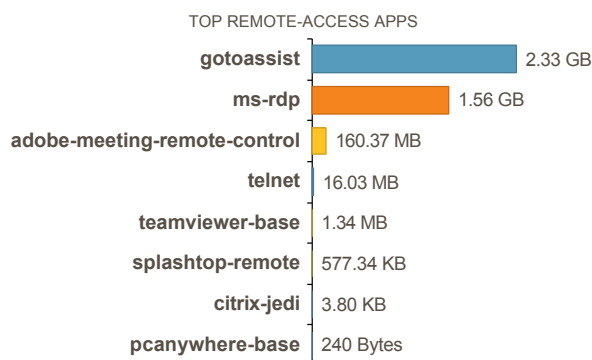 TOP REMOTE-ACCESS APPS
gotoassist 2.33 GB
ms-rdp 1.56 GB
adobe-meeting-remote-control 160.37 MB
telnet 16.03 MB
teamviewer-base 1.34 MB
splashtop-remote 577.34 KB
citrix-jedi 3.80 KB
pcanywhere-base 240 Bytes